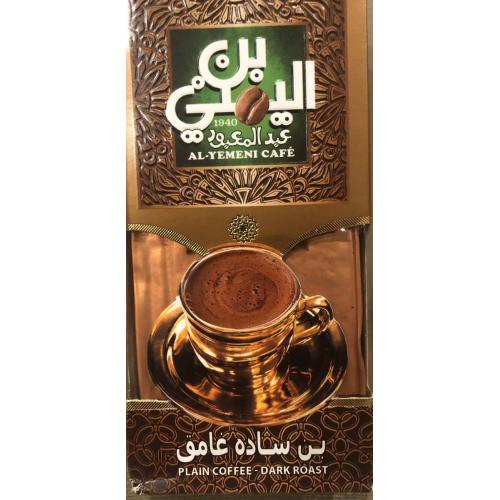 بن
اليمني
1940
عبد المعبود
AL-YEMENI CAFÉ
بن ساده غامق
PLAIN COFFEE - DARK ROAST